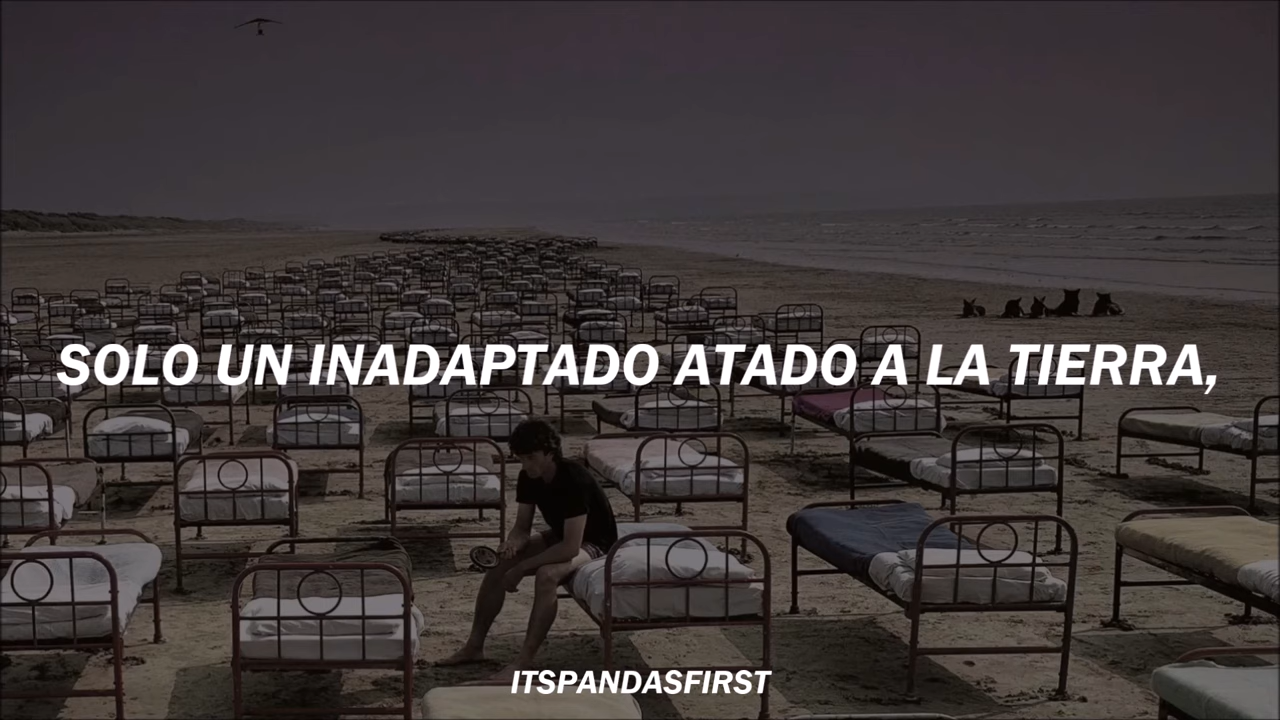 SOLO UN INADAPTADO ATADO A LA TIERRA,
ITSPANDASFIRST